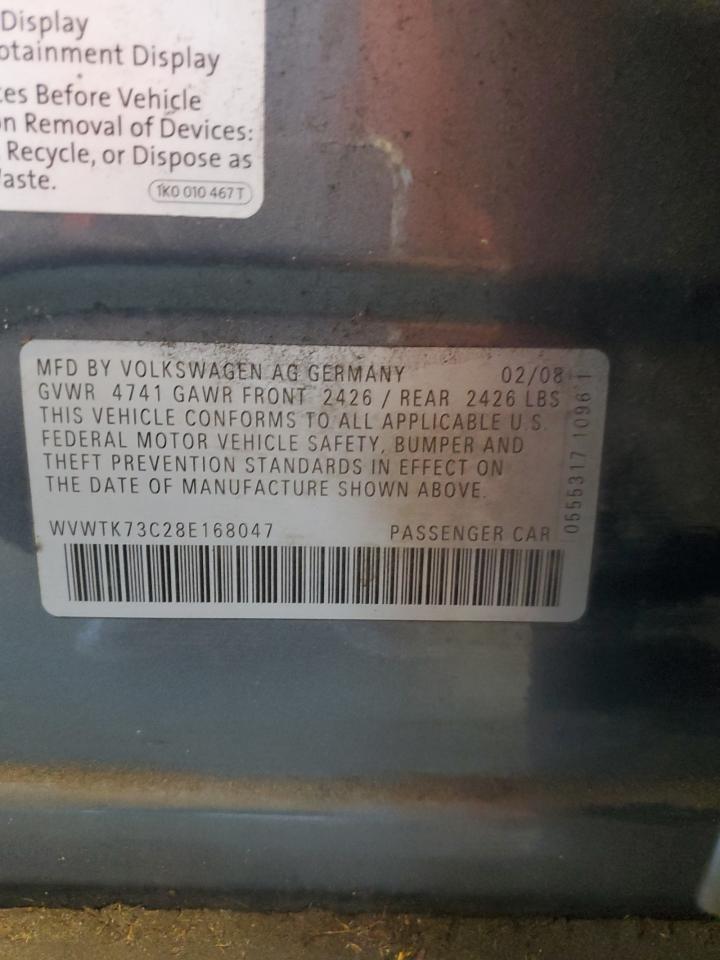 Display
otainment Display
es Before Vehicle
n Removal of Devices:
Recycle, or Dispose as
aste.
1K0 010 467 T
MFD BY VOLKSWAGEN AG GERMANY 02/08
GVWR 4741 GAWR FRONT 2426 / REAR 2426 LBS
THIS VEHICLE CONFORMS TO ALL APPLICABLE U.S.
FEDERAL MOTOR VEHICLE SAFETY, BUMPER AND
THEFT PREVENTION STANDARDS IN EFFECT ON
THE DATE OF MANUFACTURE SHOWN ABOVE.
WVWTK73C28E168047 PASSENGER CAR
0555317 1096 1